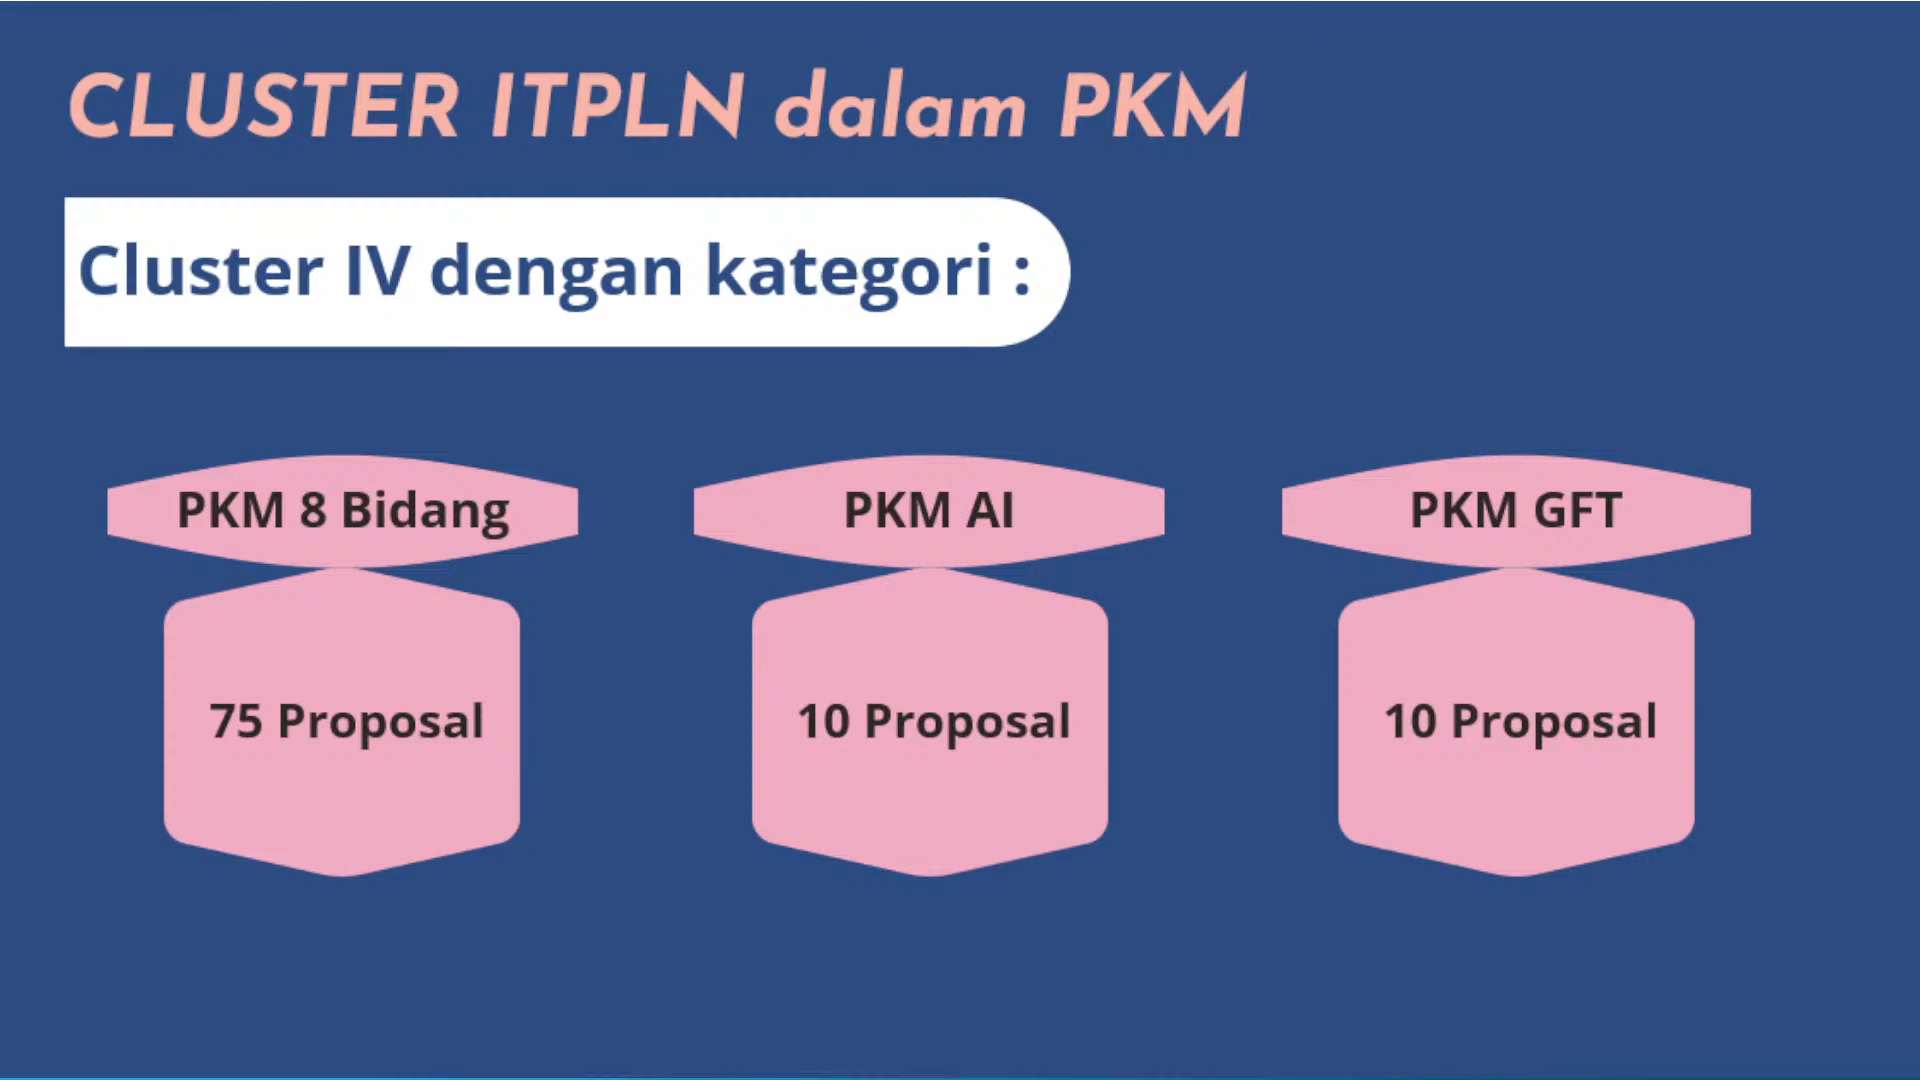 CLUSTER ITPLN dalam PKM
Cluster IV dengan kategori :
PKM 8 Bidang
75 Proposal
PKM AI
10 Proposal
PKM GFT
10 Proposal